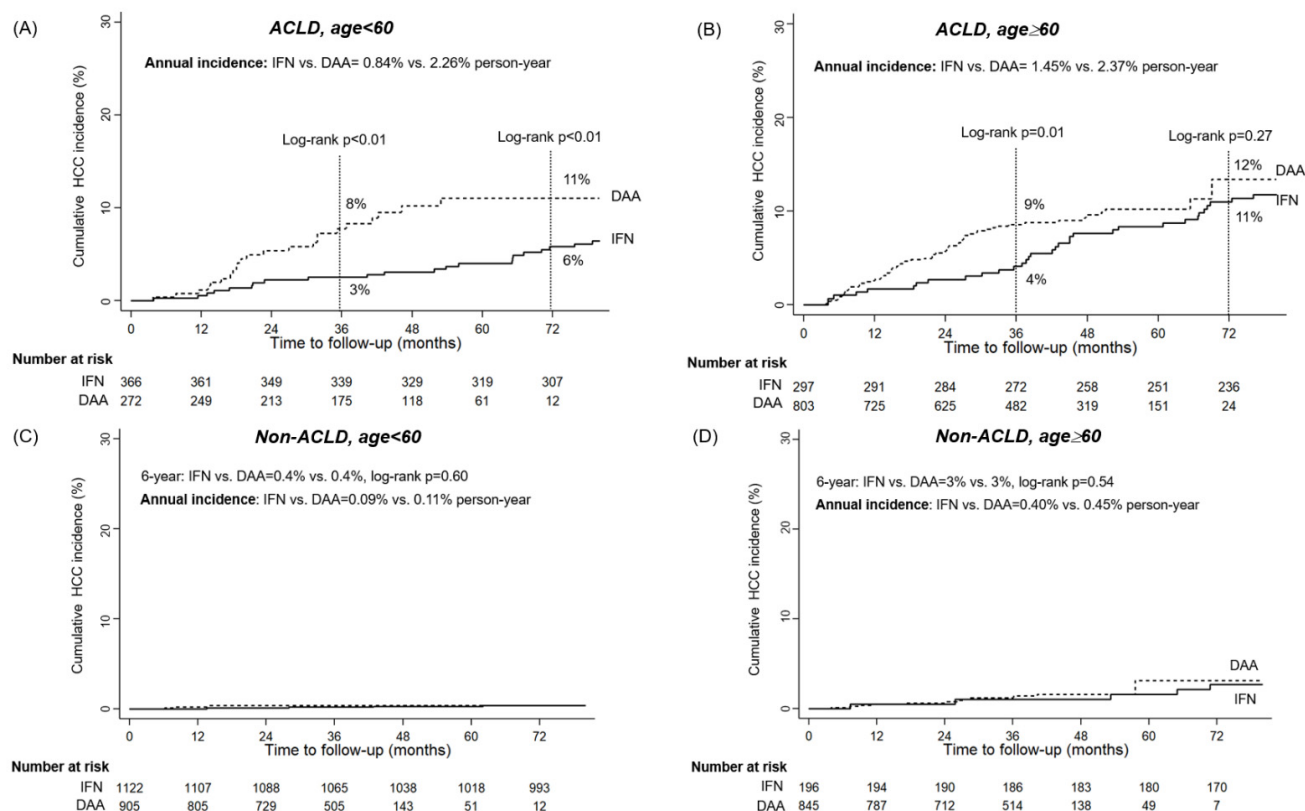 (A)
ACLD, age<60
Annual incidence: IFN vs. DAA= 0.84% vs. 2.26% person-year
Cumulative HCC incidence (%)
30
20
10
0
Log-rank p<0.01
Log-rank p<0.01
8%
11%
DAA
IFN
3%
6%
0 12 24 36 48 60 72
Time to follow-up (months)
Number at risk
IFN 366 361 349 339 329 319 307
DAA 272 249 213 175 118 61 12
(B)
ACLD, age≥60
Annual incidence: IFN vs. DAA= 1.45% vs. 2.37% person-year
Cumulative HCC incidence (%)
30
20
10
0
Log-rank p=0.01
Log-rank p=0.27
9%
12%
DAA
IFN
4%
11%
0 12 24 36 48 60 72
Time to follow-up (months)
Number at risk
IFN 297 291 284 272 258 251 236
DAA 803 725 625 482 319 151 24
(C)
Non-ACLD, age<60
6-year: IFN vs. DAA=0.4% vs. 0.4%, log-rank p=0.60
Annual incidence: IFN vs. DAA=0.09% vs. 0.11% person-year
Cumulative HCC incidence (%)
30
20
10
0
0 12 24 36 48 60 72
Time to follow-up (months)
Number at risk
IFN 1122 1107 1088 1065 1038 1018 993
DAA 905 805 729 505 143 51 12
(D)
Non-ACLD, age≥60
6-year: IFN vs. DAA=3% vs. 3%, log-rank p=0.54
Annual incidence: IFN vs. DAA=0.40% vs. 0.45% person-year
Cumulative HCC incidence (%)
30
20
10
0
DAA
IFN
0 12 24 36 48 60 72
Time to follow-up (months)
Number at risk
IFN 196 194 190 186 183 180 170
DAA 845 787 712 514 138 49 7